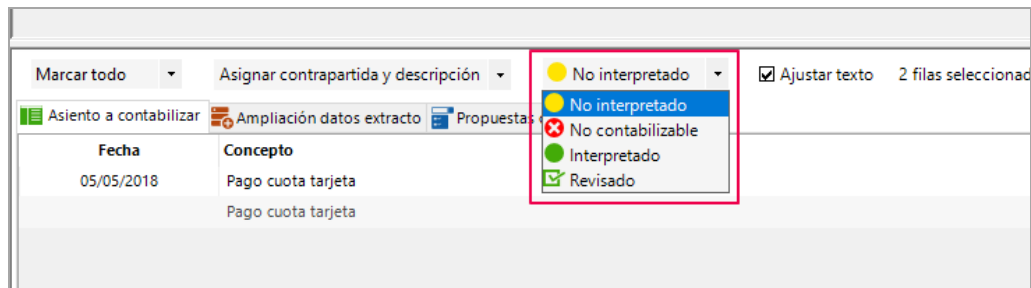 Marcar todo Asignar contrapartida y descripción No interpretado Ajustar texto 2 filas
Asiento a contabilizar Ampliación datos extracto Propuestas
No interpretado
No contabilizable
Interpretado
Revisado
Fecha Concepto
05/05/2018 Pago cuota tarjeta
Pago cuota tarjeta